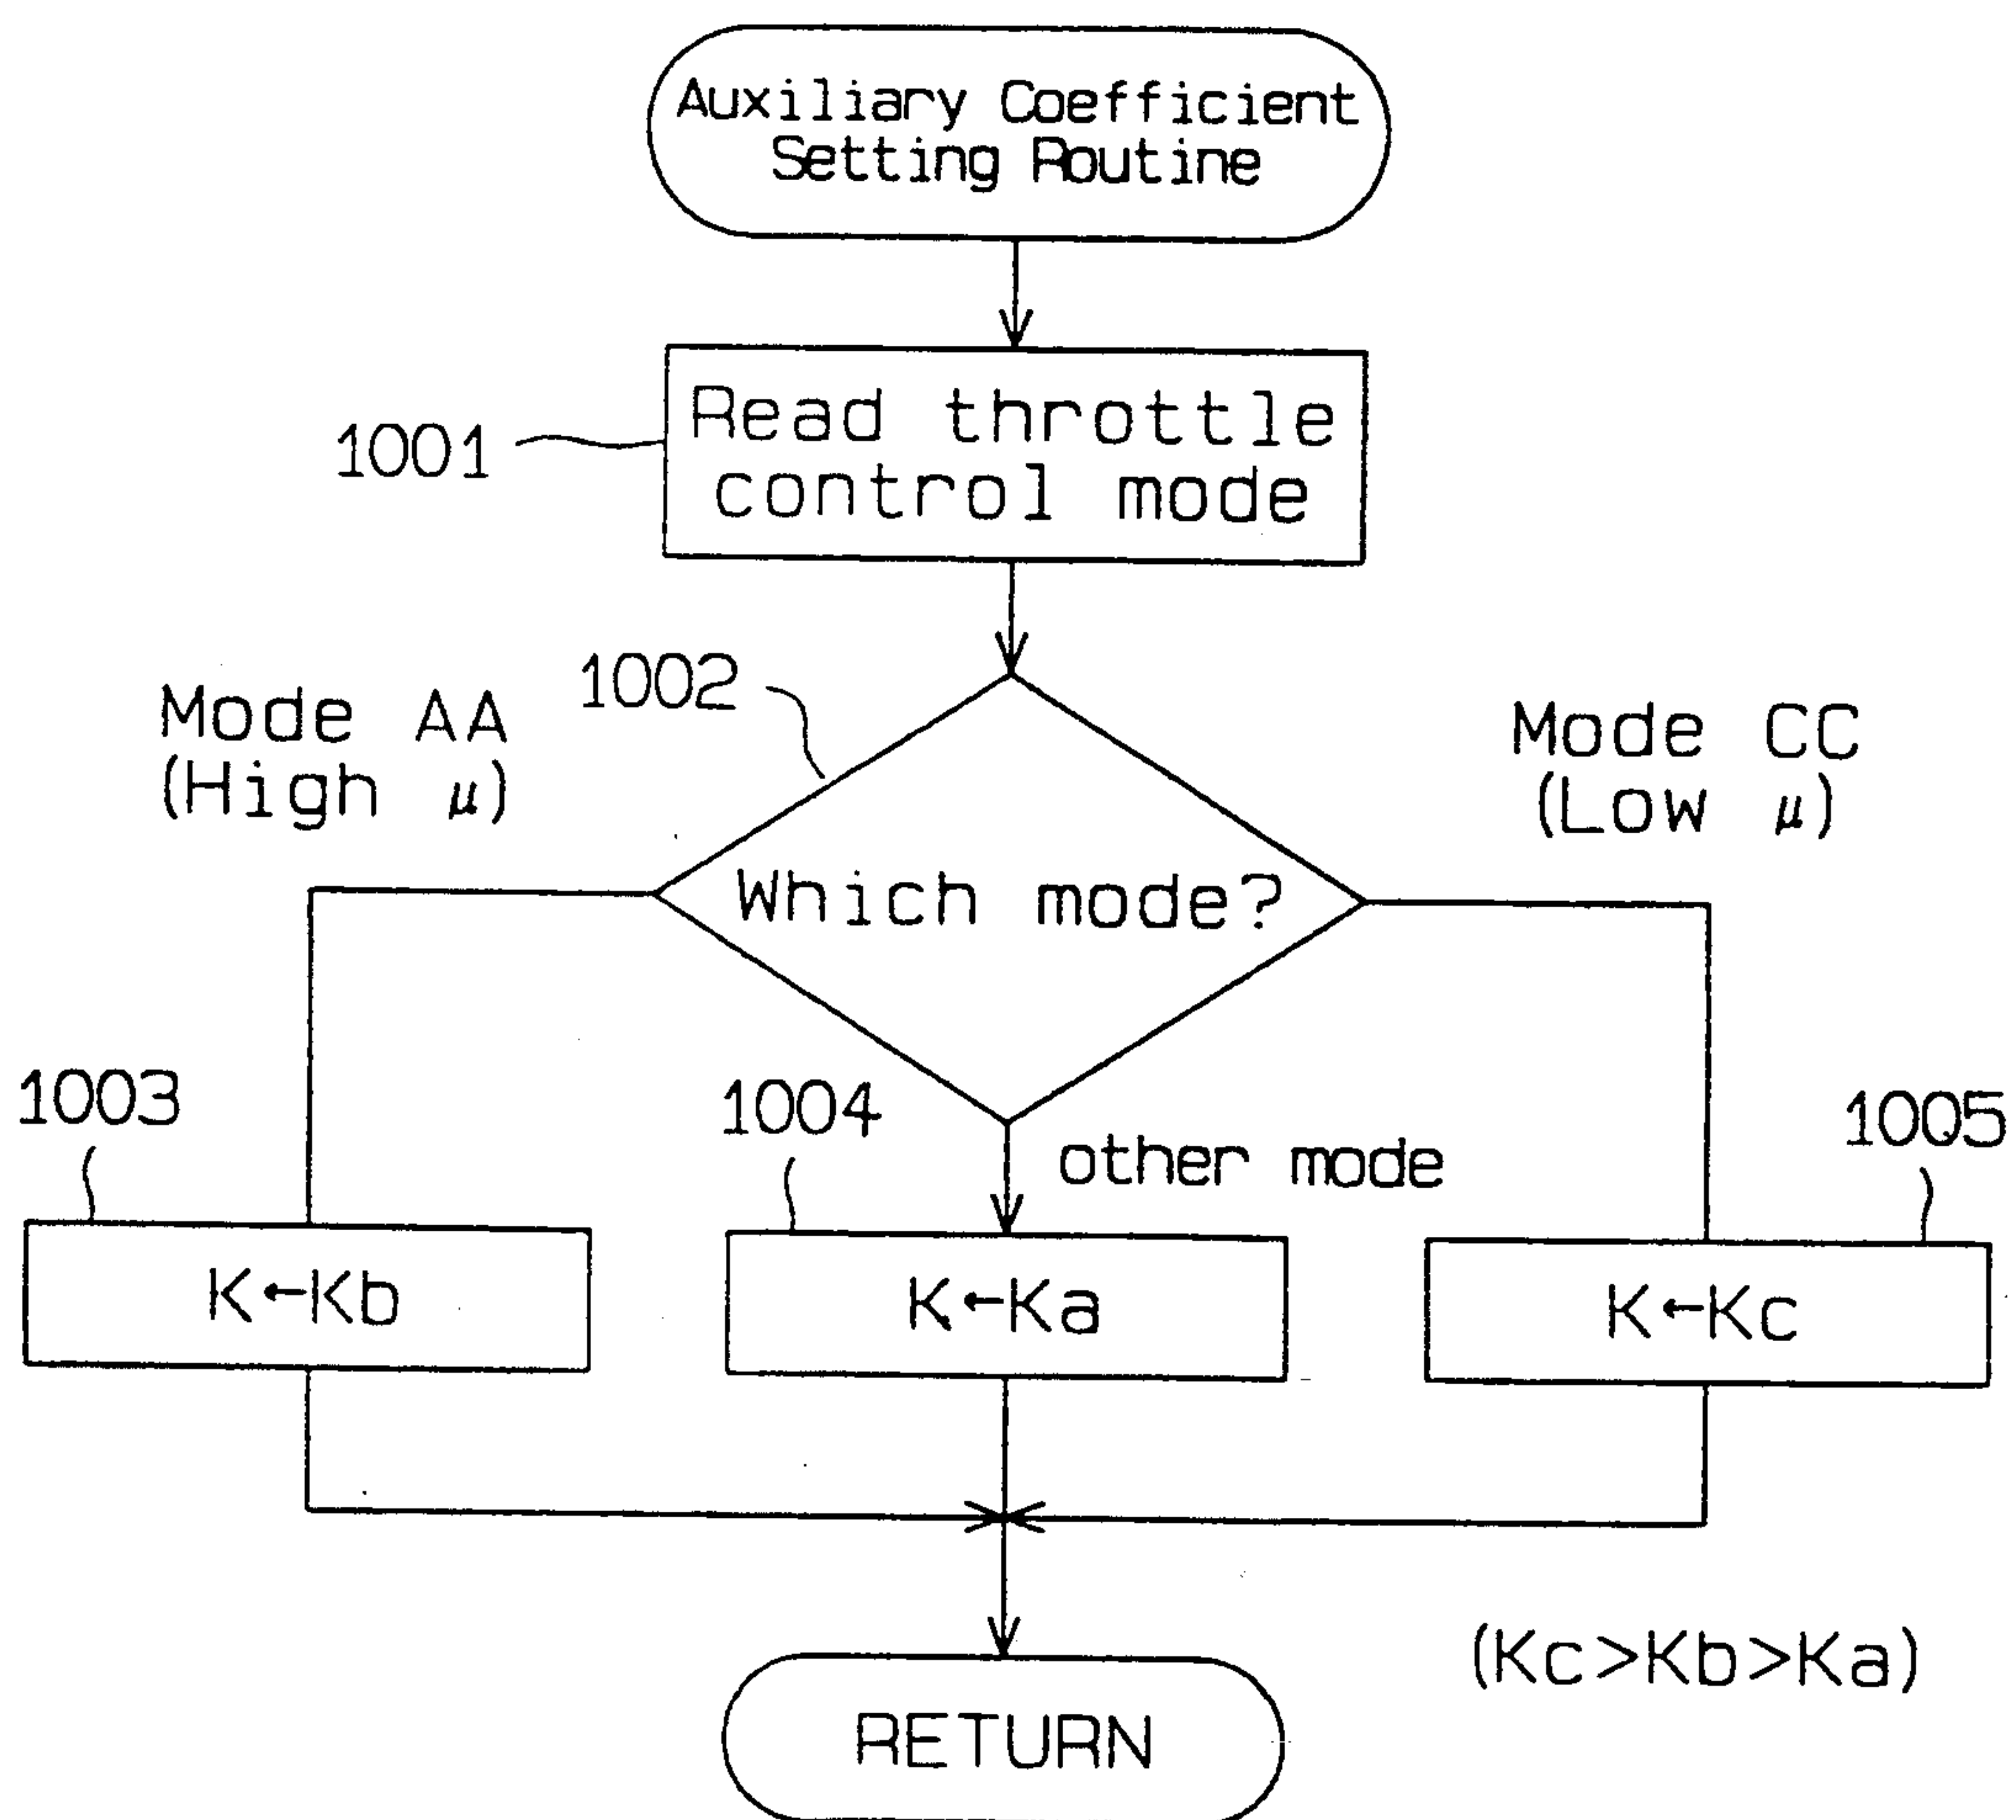 Auxiliary Coefficient
Setting Routine
1001
Read throttle
control mode
1002
Mode AA
(High μ)
Mode CC
(Low μ)
Which mode?
1003
1004
other mode
1005
K←Kb
K←Ka
K←Kc
(Kc>Kb>Ka)
RETURN